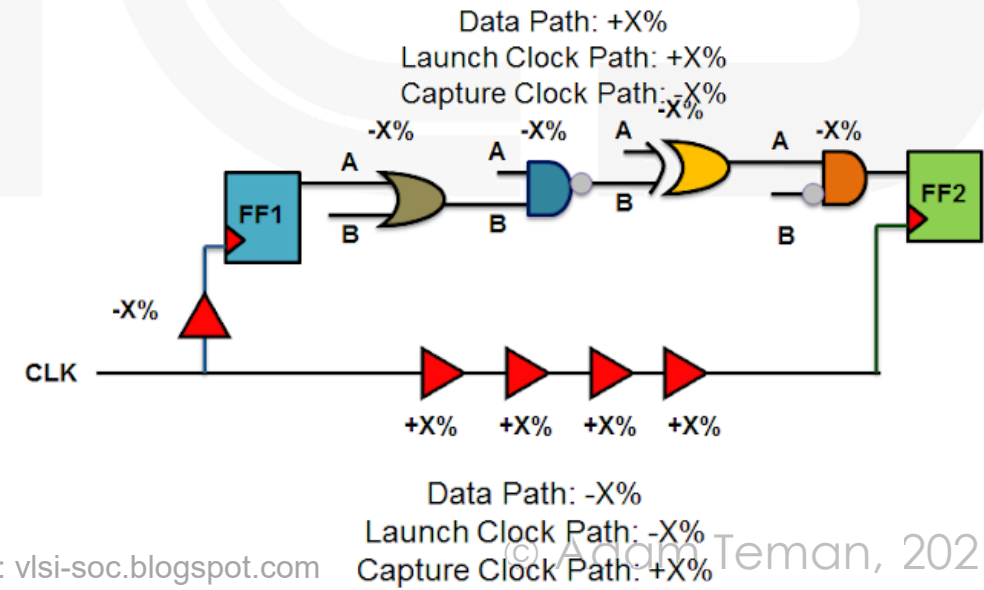 Data Path: +X%
Launch Clock Path: +X%
Capture Clock Path: -X%
-X% -X% A -X% A -X%
A A
FF1 B B B B FF2
-X%
CLK
+X% +X% +X% +X%
Data Path: -X%
Launch Clock Path: -X%
© Adam Teman, 202
: vlsi-soc.blogspot.com Capture Clock Path: +X%